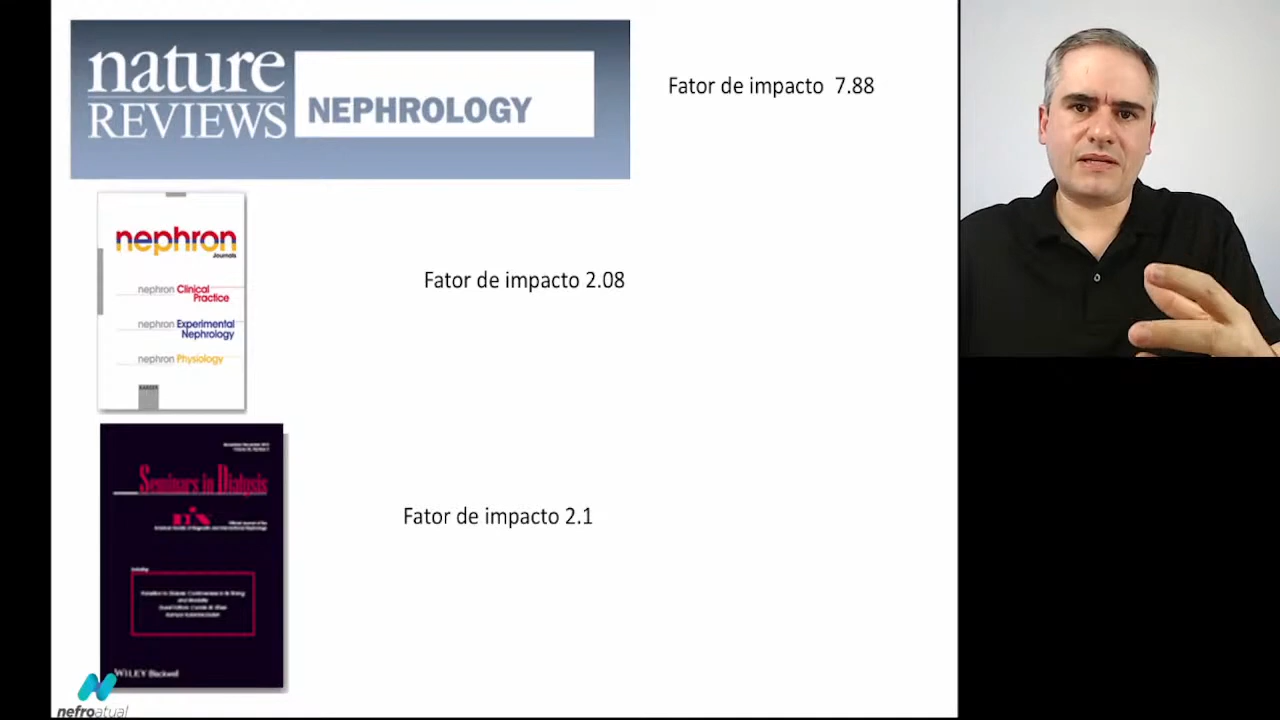 nature
REVIEWS
NEPHROLOGY
Fator de impacto 7.88
nephron
Journals
nephron Clinical
Practice
nephron Experimental
Nephrology
nephron Physiology
Fator de impacto 2.08
Seminars in Dialysis
Fator de impacto 2.1
WILEY Blackwell
nefroatual